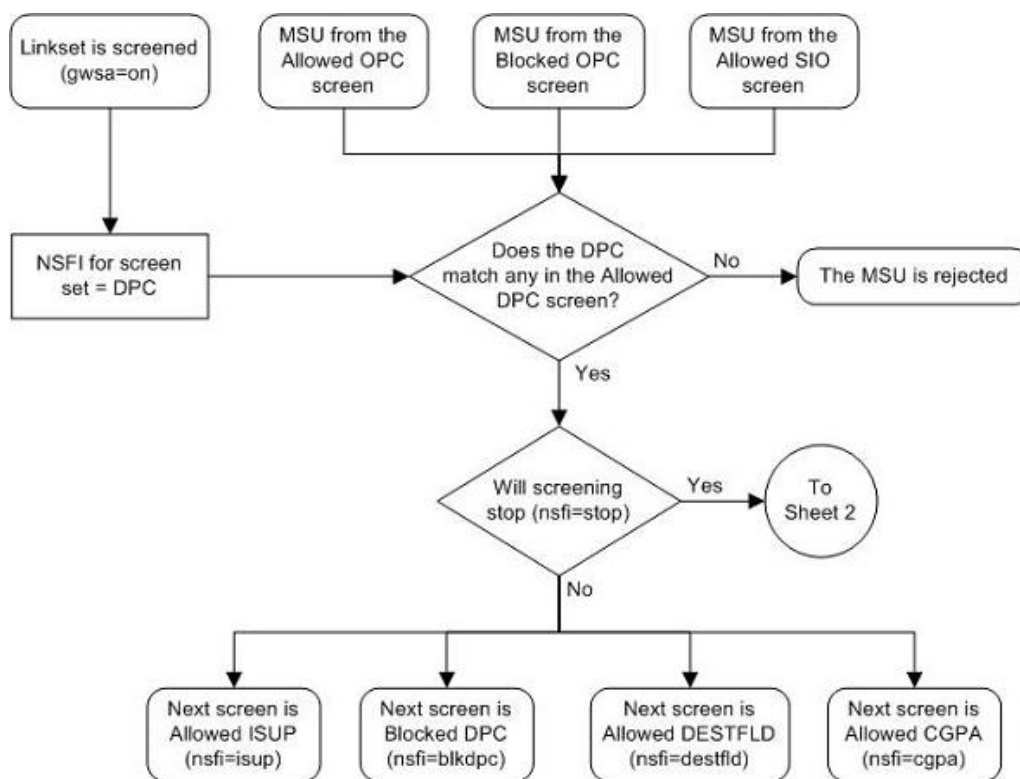 Linkset is screened
(gwsa=on)
MSU from the
Allowed OPC
screen
MSU from the
Blocked OPC
screen
MSU from the
Allowed SIO
screen
NSFI for screen
set = DPC
Does the DPC
match any in the Allowed
DPC screen?
No
The MSU is rejected
Yes
Will screening
stop (nsfi=stop)
Yes
To
Sheet 2
No
Next screen is
Allowed ISUP
(nsfi=isup)
Next screen is
Blocked DPC
(nsfi=blkdpc)
Next screen is
Allowed DESTFLD
(nsfi=destfld)
Next screen is
Allowed CGPA
(nsfi=cgpa)